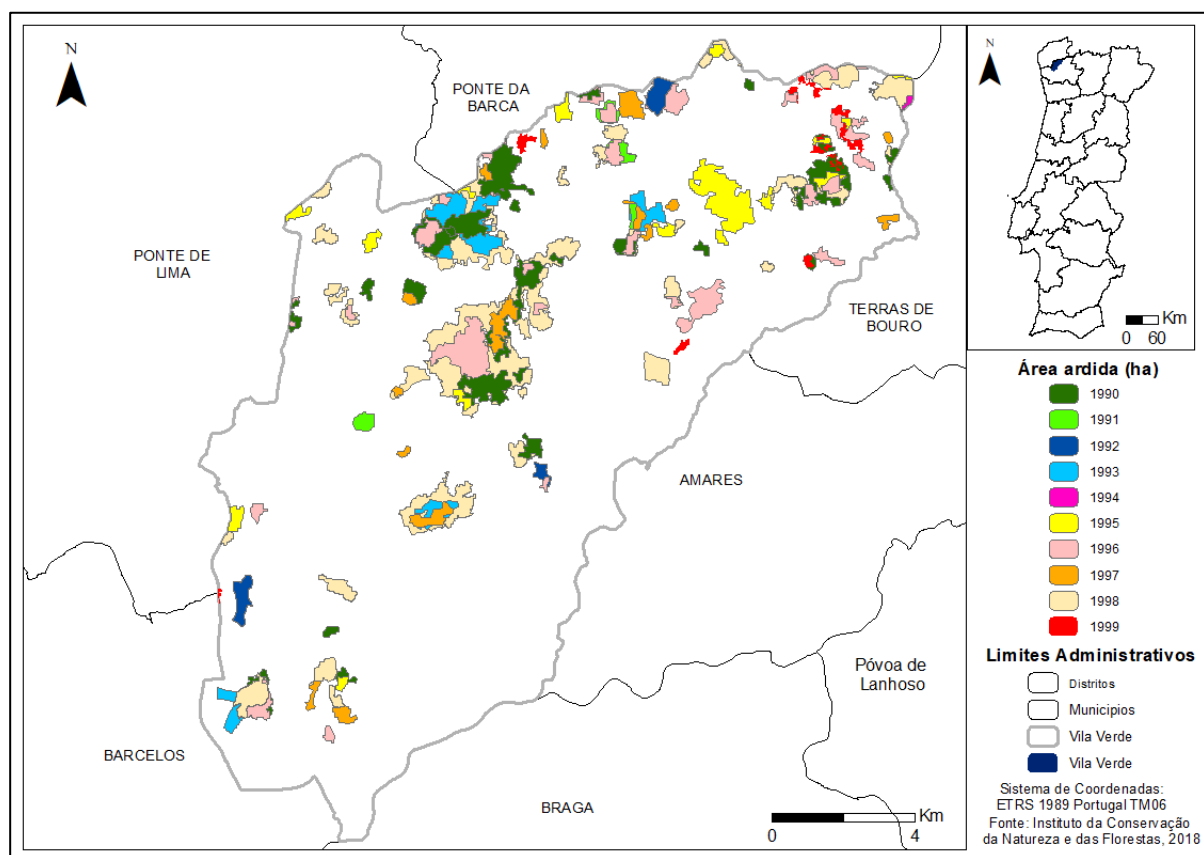 N
PONTE DA
BARCA
PONTE DE
LIMA
TERRAS DE
BOURO
AMARES
Póvoa de
Lanhoso
BARCELOS
BRAGA
Km
0 4
N
Km
0 60
Área ardida (ha)
1990
1991
1992
1993
1994
1995
1996
1997
1998
1999
Limites Administrativos
Distritos
Municipios
Vila Verde
Vila Verde
Sistema de Coordenadas:
ETRS 1989 Portugal TM06
Fonte: Instituto da Conservação
da Natureza e das Florestas, 2018